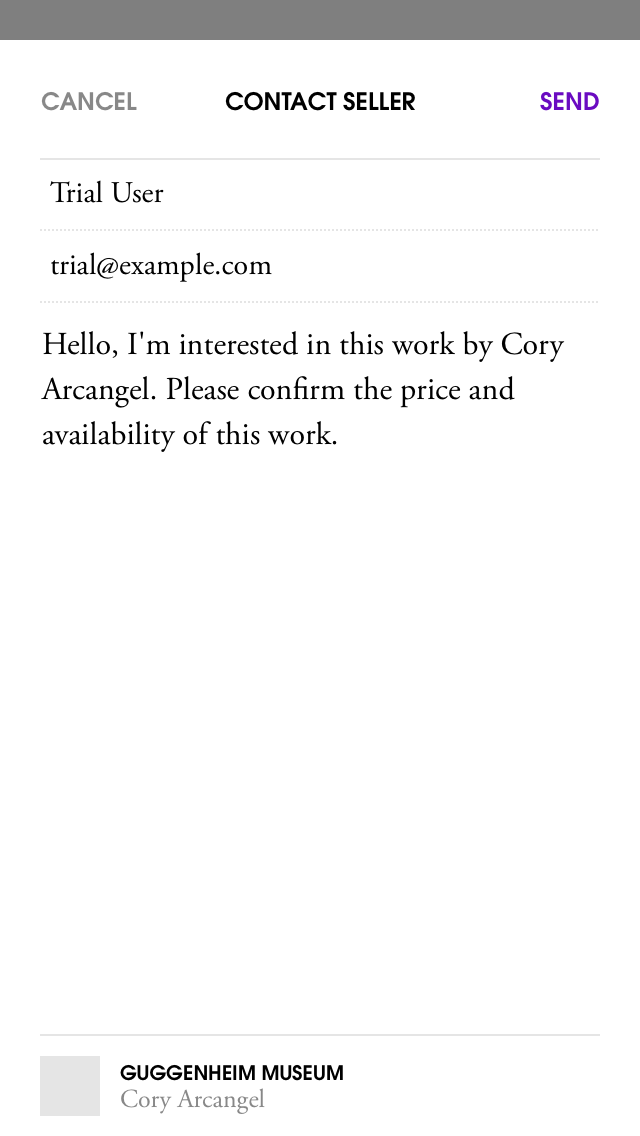 CANCEL CONTACT SELLER SEND
Trial User
trial@example.com
Hello, I'm interested in this work by Cory
Arcangel. Please confirm the price and
availability of this work.
GUGGENHEIM MUSEUM
Cory Arcangel